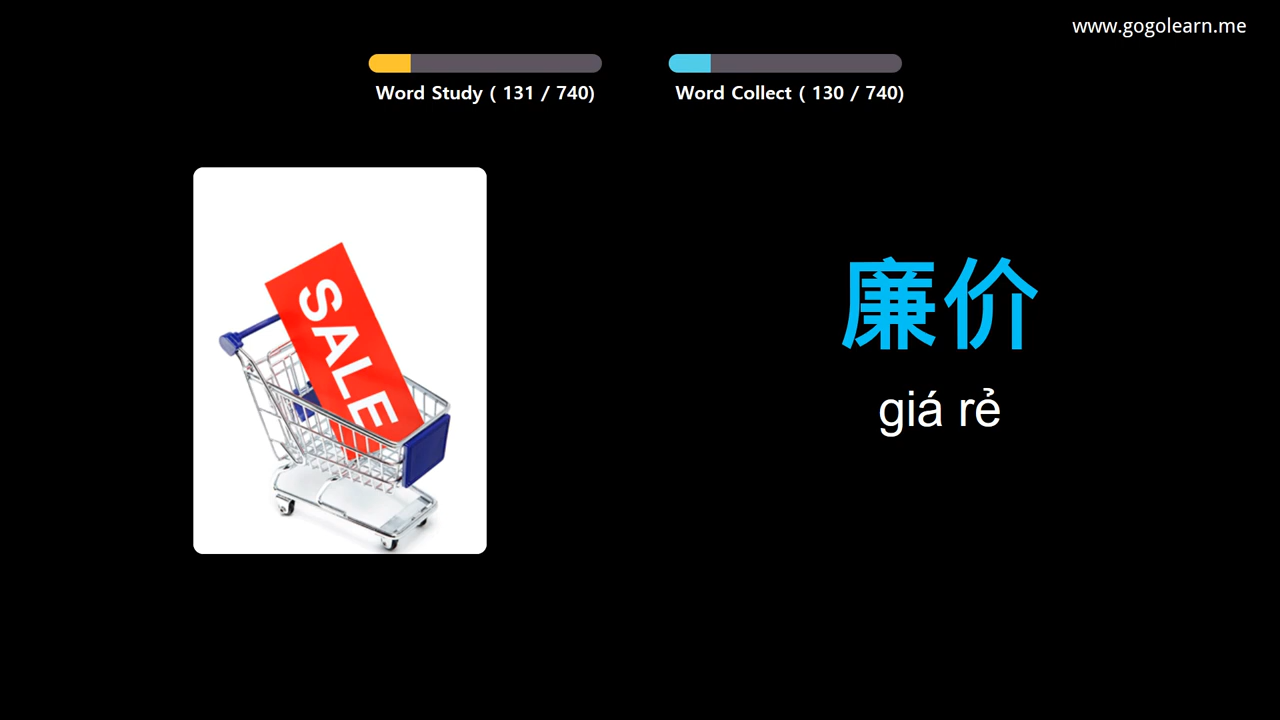 www.gogolearn.me
Word Study ( 131 / 740)
Word Collect ( 130 / 740)
SALE
廉价
giá rẻ